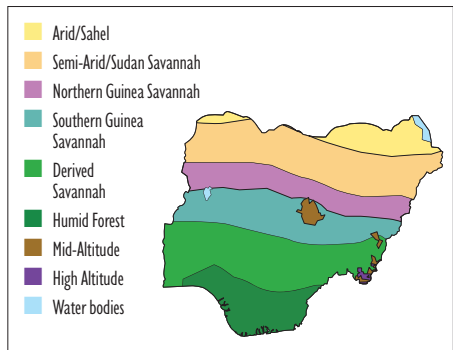 Arid/Sahel
Semi-Arid/Sudan Savannah
Northern Guinea Savannah
Southern Guinea
Savannah
Derived
Savannah
Humid Forest
Mid-Altitude
High Altitude
Water bodies